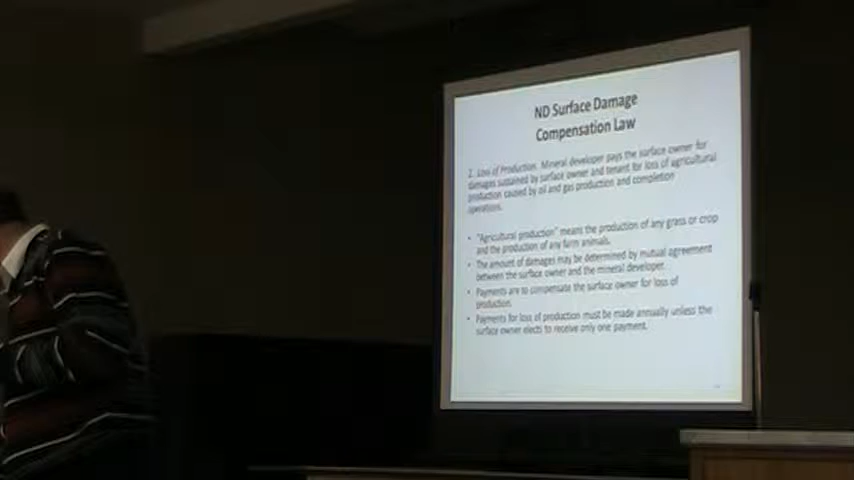 ND Surface Damage
Compensation Law
2. Loss of Production. Mineral developer pays the surface owner for
damages sustained by surface owner and tenant for loss of agricultural
production caused by oil and gas production and completion
operations.
• "Agricultural production" means the production of any grass or crop
and the production of any farm animals.
• The amount of damages may be determined by mutual agreement
between the surface owner and the mineral developer.
• Payments are to compensate the surface owner for loss of
production.
• Payments for loss of production must be made annually unless the
surface owner elects to receive only one payment.